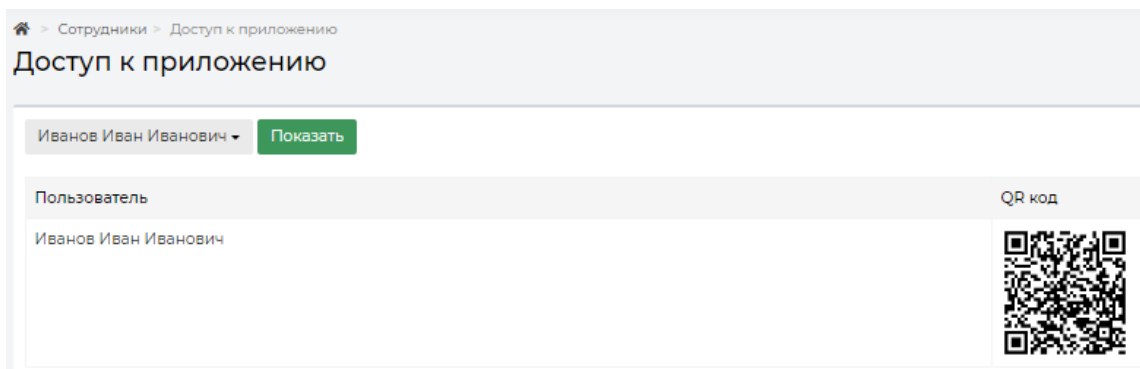 > Сотрудники > Доступ к приложению
Доступ к приложению
Иванов Иван Иванович Показать
Пользователь QR код
Иванов Иван Иванович